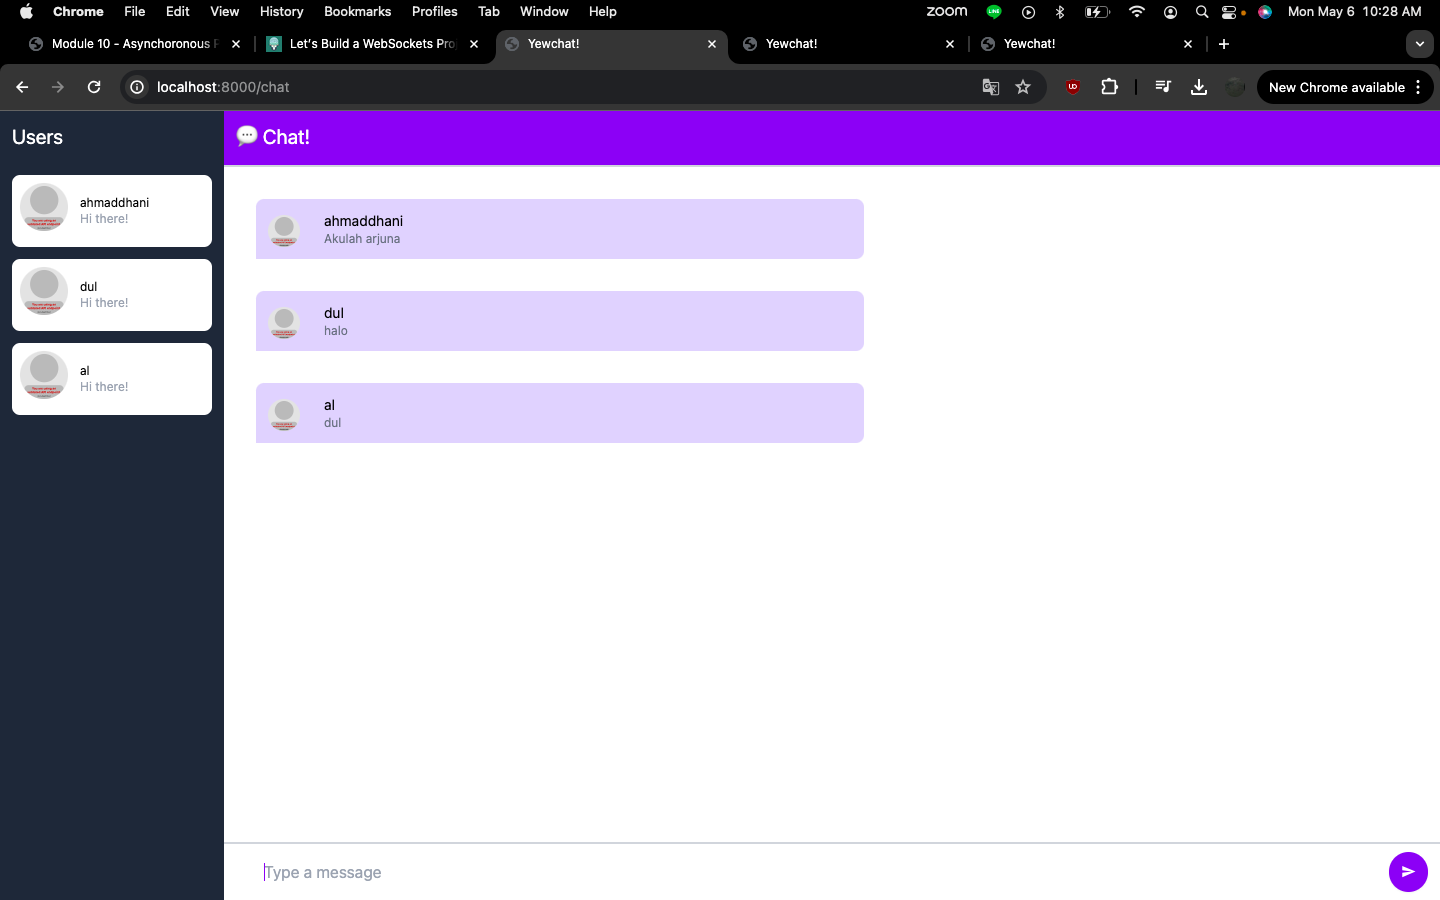 Chrome File Edit View History Bookmarks Profiles Tab Window Help zoom LINE Mon May 6 10:28 AM
Module 10 - Asynchoronous Let's Build a WebSockets Pro Yewchat! Yewchat! Yewchat!
localhost:8000/chat New Chrome available
Users
💬 Chat!
ahmaddhani
Hi there!
dul
Hi there!
al
Hi there!
ahmaddhani
Akulah arjuna
dul
halo
al
dul
Type a message